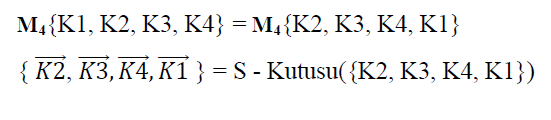 M₄{K1, K2, K3, K4} = M₄{K2, K3, K4, K1}
{ K2⃗, K3⃗, K4⃗, K1⃗ } = S - Kutusu({K2, K3, K4, K1})